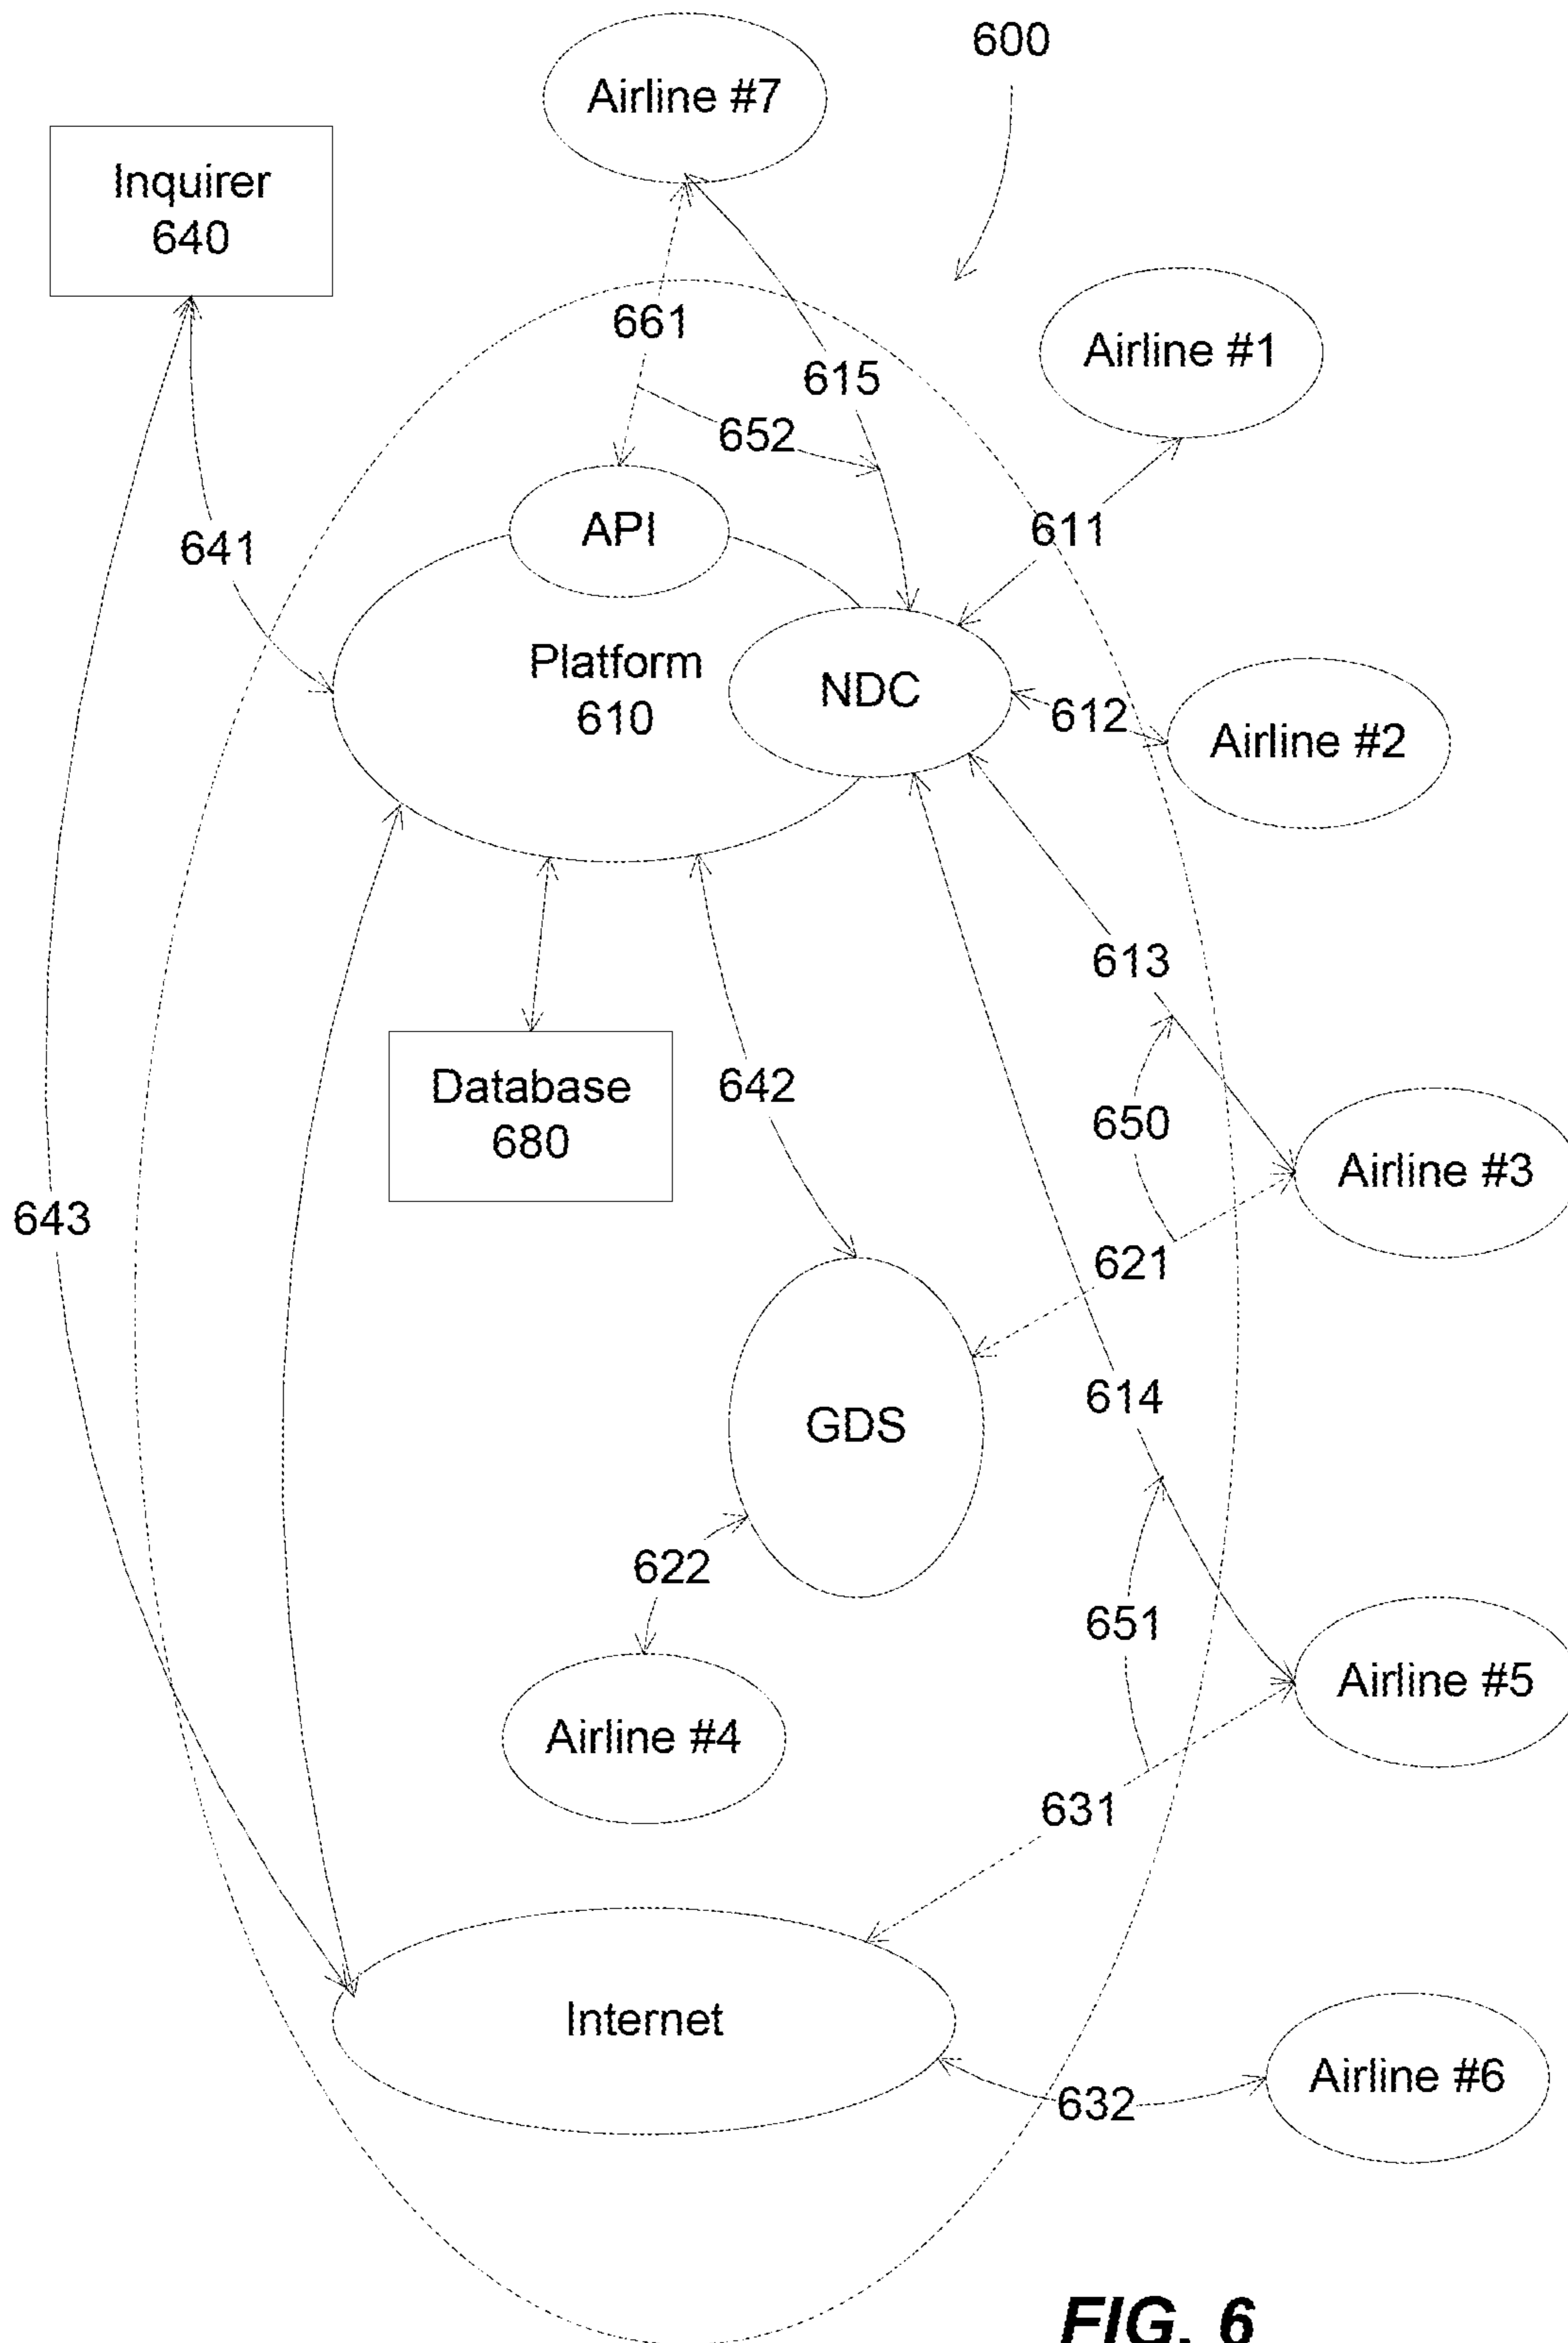 600
Airline #7
Inquirer
640
661
Airline #1
615
652
API
611
641
Platform
610
NDC
612
Airline #2
613
Database
680
642
650
Airline #3
643
621
614
GDS
622
651
Airline #5
Airline #4
631
Internet
Airline #6
632
FIG. 6